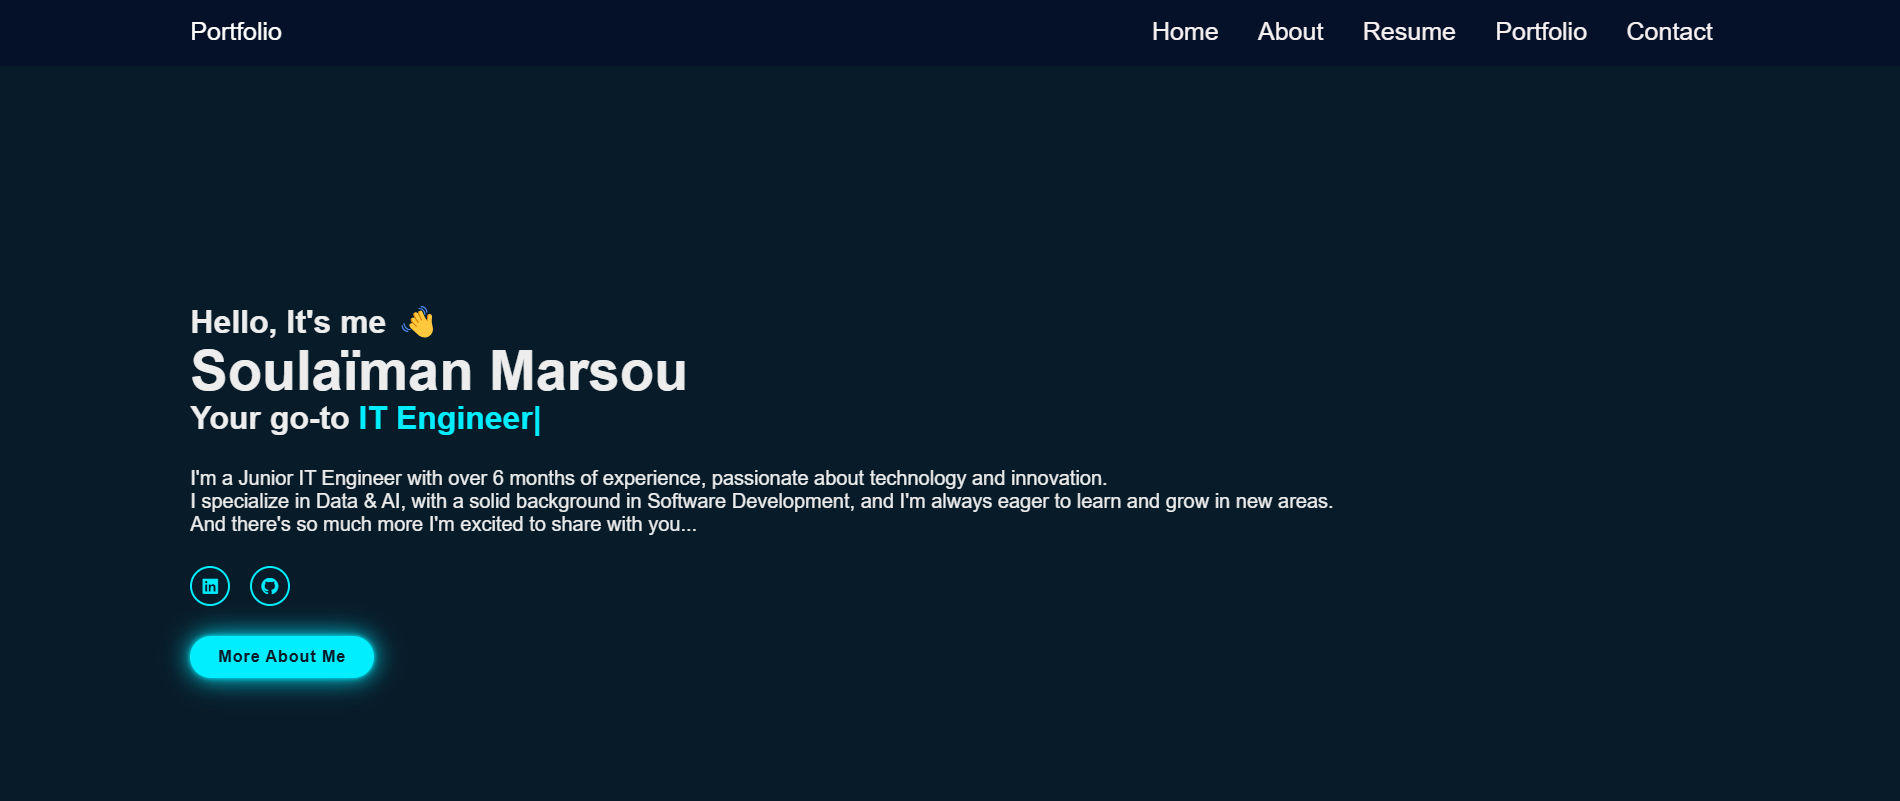 Portfolio
Home
About
Resume
Portfolio
Contact
Hello, It's me 👋
Soulaïman Marsou
Your go-to IT Engineer|
I'm a Junior IT Engineer with over 6 months of experience, passionate about technology and innovation.
I specialize in Data & AI, with a solid background in Software Development, and I'm always eager to learn and grow in new areas.
And there's so much more I'm excited to share with you...
in
More About Me